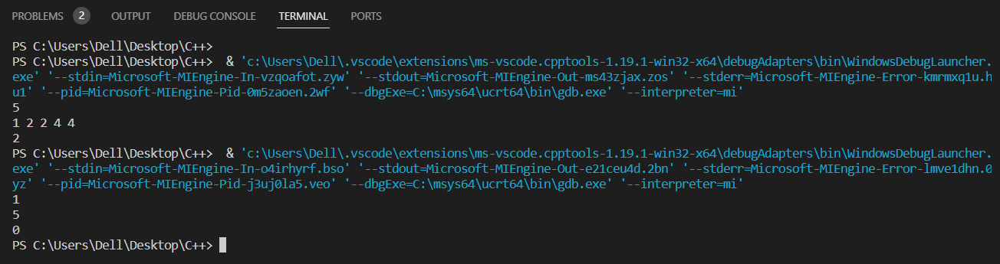 PROBLEMS 2 OUTPUT DEBUG CONSOLE TERMINAL PORTS
PS C:\Users\Dell\Desktop\C++>
PS C:\Users\Dell\Desktop\C++>  & 'c:\Users\Dell\.vscode\extensions\ms-vscode.cpptools-1.19.1-win32-x64\debugAdapters\bin\WindowsDebugLauncher.
exe' '--stdin=Microsoft-MIEngine-In-vzqoafot.zyw' '--stdout=Microsoft-MIEngine-Out-ms43zjax.zos' '--stderr=Microsoft-MIEngine-Error-kmrmxq1u.h
u1' '--pid=Microsoft-MIEngine-Pid-0m5zaoen.2wf' '--dbgExe=C:\msys64\ucrt64\bin\gdb.exe' '--interpreter=mi'
5
1 2 2 4 4
2
PS C:\Users\Dell\Desktop\C++>  & 'c:\Users\Dell\.vscode\extensions\ms-vscode.cpptools-1.19.1-win32-x64\debugAdapters\bin\WindowsDebugLauncher.
exe' '--stdin=Microsoft-MIEngine-In-o4irhyrf.bso' '--stdout=Microsoft-MIEngine-Out-e21ceu4d.2bn' '--stderr=Microsoft-MIEngine-Error-lmve1dhn.0
yz' '--pid=Microsoft-MIEngine-Pid-j3uj0la5.veo' '--dbgExe=C:\msys64\ucrt64\bin\gdb.exe' '--interpreter=mi'
1
5
0
PS C:\Users\Dell\Desktop\C++>